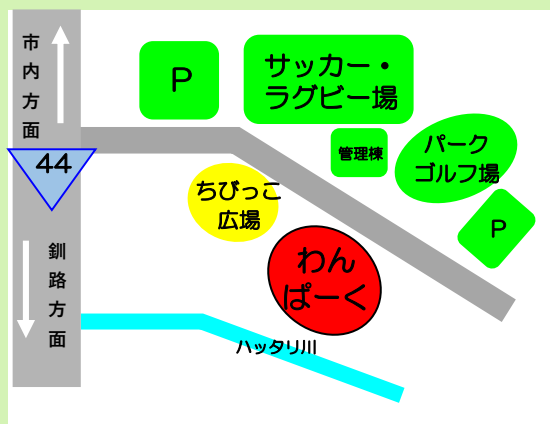 市内方面
44
釧路方面
P
サッカー・
ラグビー場
管理棟
パーク
ゴルフ場
P
ちびっこ
広場
わん
ぱーく
ハッタリ川